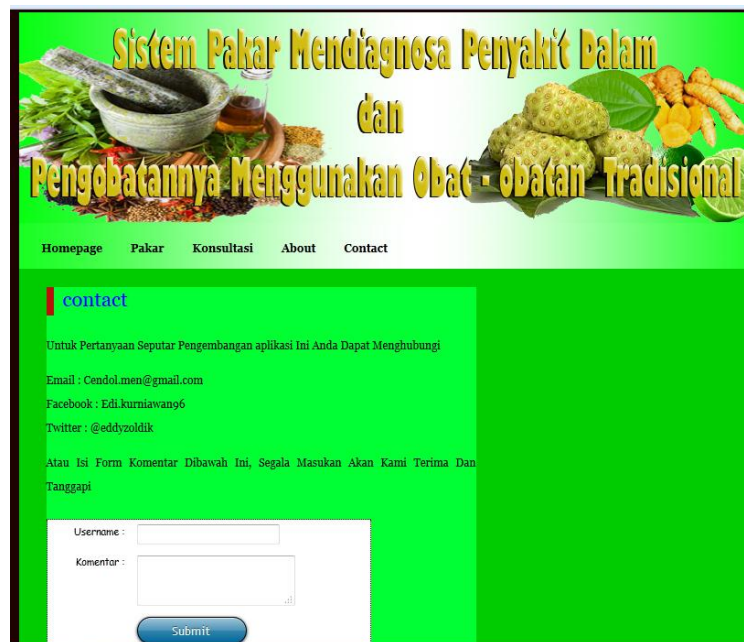 Sistem Pakar Mendiagnosa Penyakit Dalam
dan
Pengobatannya Menggunakan Obat - obatan Tradisional
Homepage Pakar Konsultasi About Contact
contact
Untuk Pertanyaan Seputar Pengembangan aplikasi Ini Anda Dapat Menghubungi
Email : Cendol.men@gmail.com
Facebook : Edi.kurniawan96
Twitter : @eddyzoldik
Atau Isi Form Komentar Dibawah Ini, Segala Masukan Akan Kami Terima Dan
Tanggapi
Username :
Komentar :
Submit